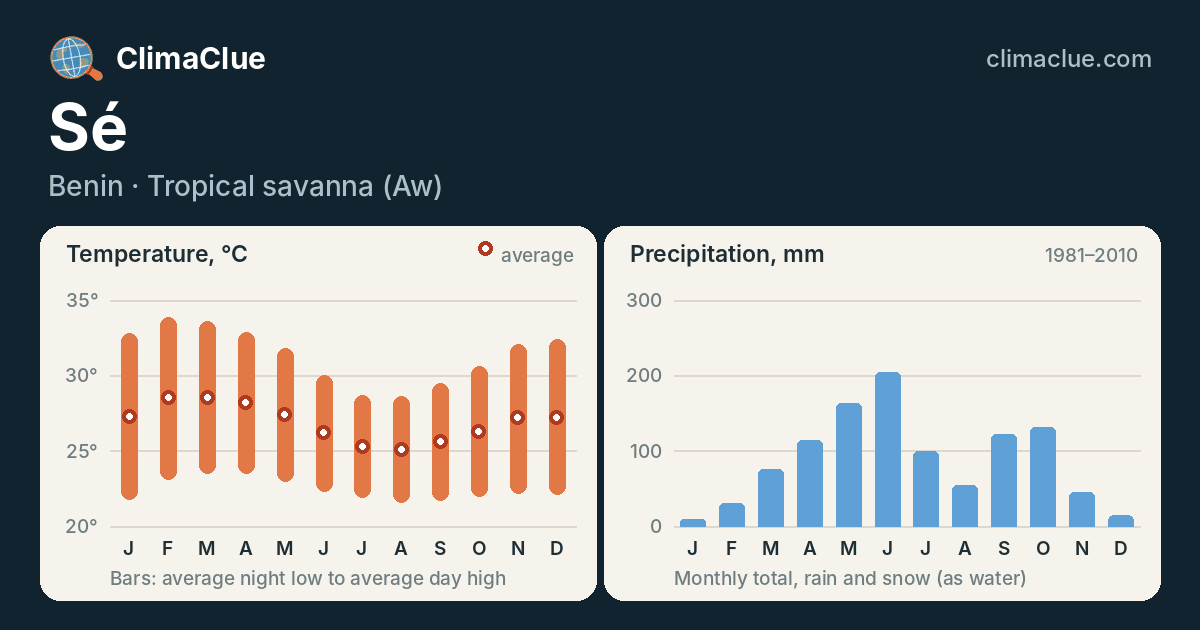 ClimaClue
climaclue.com
Sé
Benin · Tropical savanna (Aw)
Temperature, °C
average
35°
30°
25°
20°
J F M A M J J A S O N D
Bars: average night low to average day high
Precipitation, mm
1981–2010
300
200
100
0
J F M A M J J A S O N D
Monthly total, rain and snow (as water)